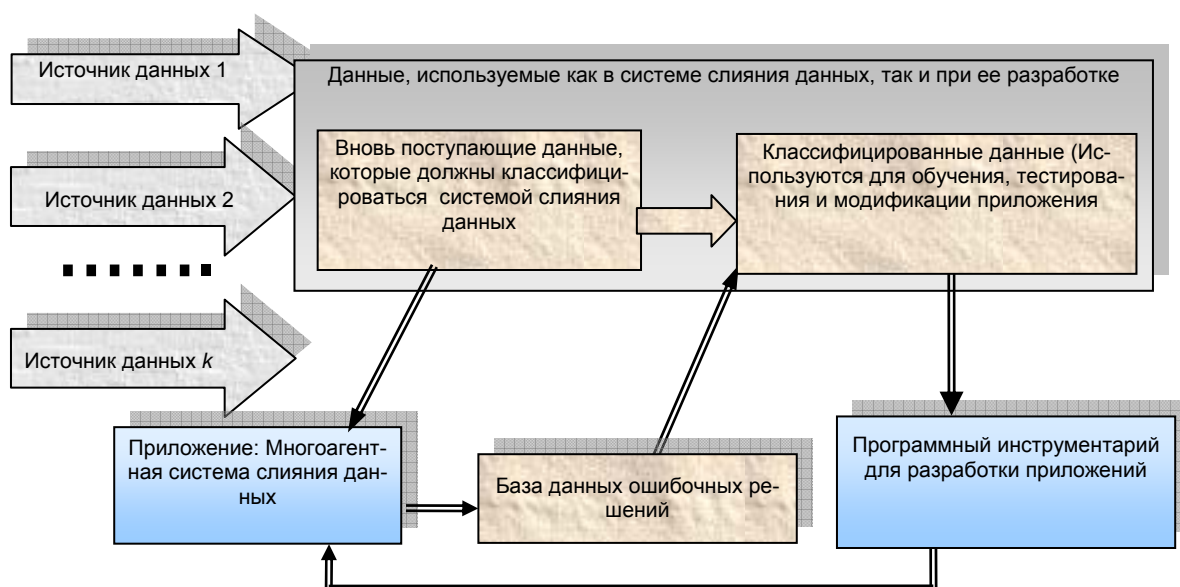 Источник данных 1
Данные, используемые как в системе слияния данных, так и при ее разработке
Вновь поступающие данные,
которые должны классифици-
роваться системой слияния
данных
Классифицированные данные (Ис-
пользуются для обучения, тестирова-
ния и модификации приложения
Источник данных 2
Источник данных k
Приложение: Многоагент-
ная система слияния дан-
ных
База данных ошибочных ре-
шений
Программный инструментарий
для разработки приложений